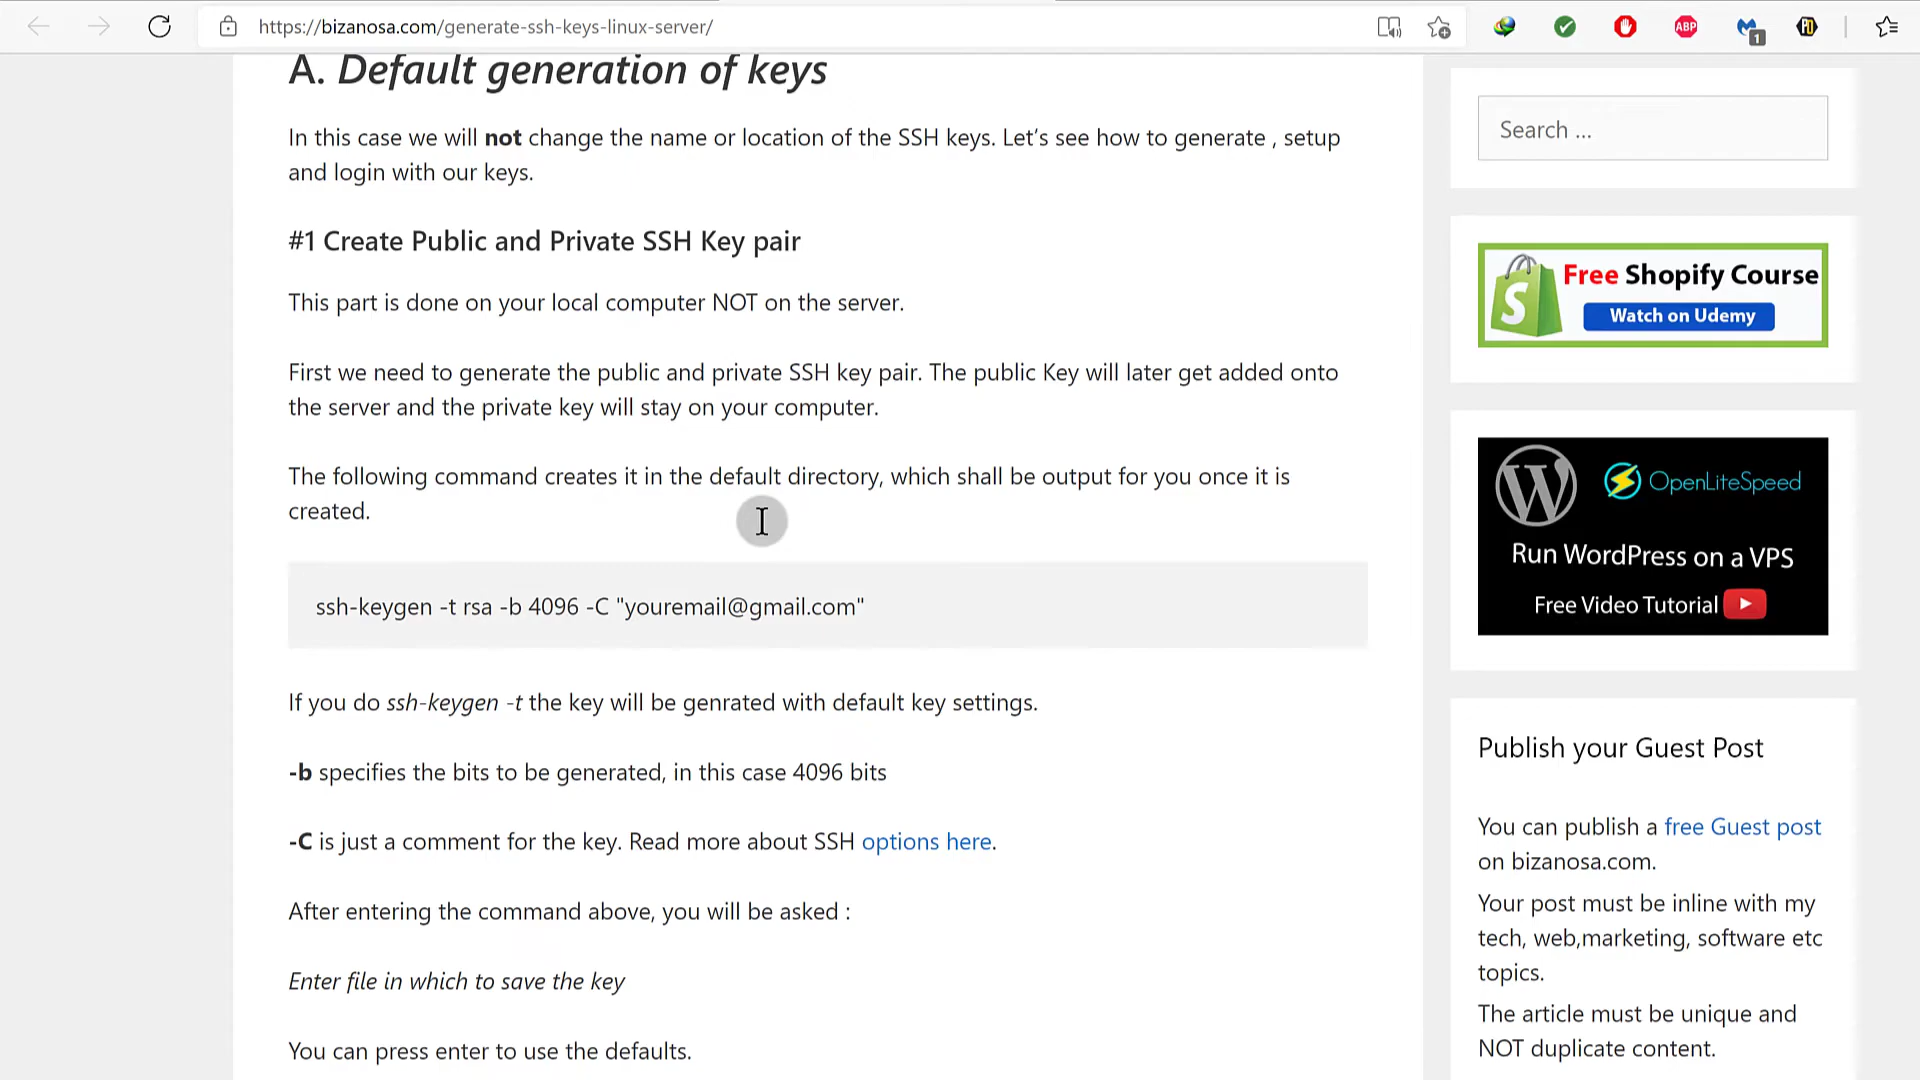 https://bizanosa.com/generate-ssh-keys-linux-server/
ABP
1
PD
A. Default generation of keys
In this case we will not change the name or location of the SSH keys. Let’s see how to generate , setup
and login with our keys.
#1 Create Public and Private SSH Key pair
This part is done on your local computer NOT on the server.
First we need to generate the public and private SSH key pair. The public Key will later get added onto
the server and the private key will stay on your computer.
The following command creates it in the default directory, which shall be output for you once it is
created.
ssh-keygen -t rsa -b 4096 -C "youremail@gmail.com"
If you do ssh-keygen -t the key will be genrated with default key settings.
-b specifies the bits to be generated, in this case 4096 bits
-C is just a comment for the key. Read more about SSH options here.
After entering the command above, you will be asked :
Enter file in which to save the key
You can press enter to use the defaults.
Search ...
S
Free Shopify Course
Watch on Udemy
W
OpenLiteSpeed
Run WordPress on a VPS
Free Video Tutorial
Publish your Guest Post
You can publish a free Guest post
on bizanosa.com.
Your post must be inline with my
tech, web,marketing, software etc
topics.
The article must be unique and
NOT duplicate content.